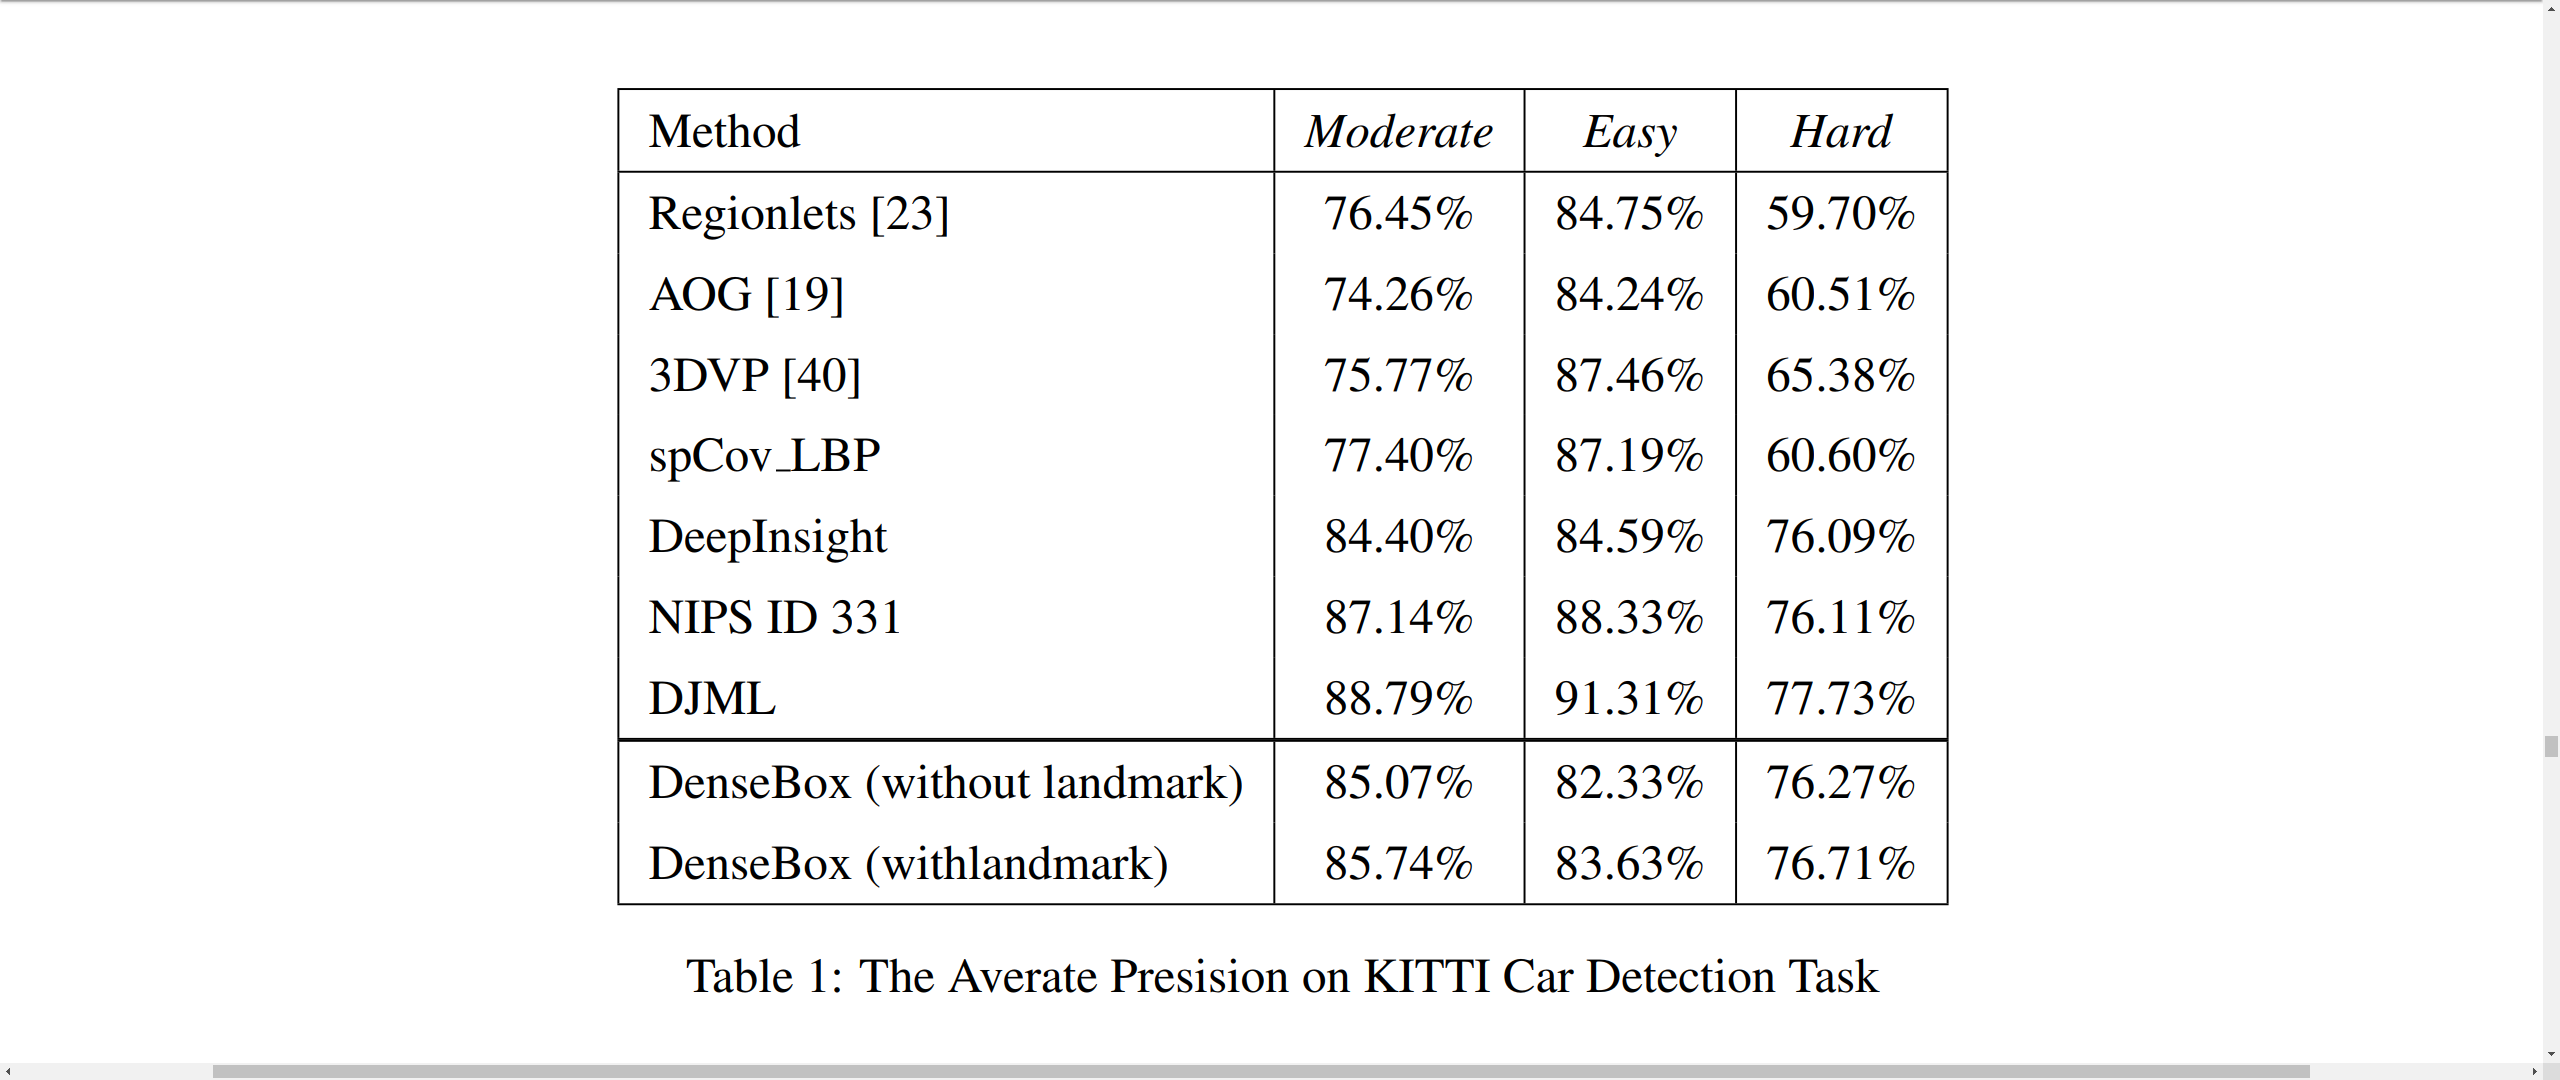 Method Moderate Easy Hard
Regionlets [23] 76.45% 84.75% 59.70%
AOG [19] 74.26% 84.24% 60.51%
3DVP [40] 75.77% 87.46% 65.38%
spCov_LBP 77.40% 87.19% 60.60%
DeepInsight 84.40% 84.59% 76.09%
NIPS ID 331 87.14% 88.33% 76.11%
DJML 88.79% 91.31% 77.73%
DenseBox (without landmark) 85.07% 82.33% 76.27%
DenseBox (withlandmark) 85.74% 83.63% 76.71%
Table 1: The Averate Presision on KITTI Car Detection Task